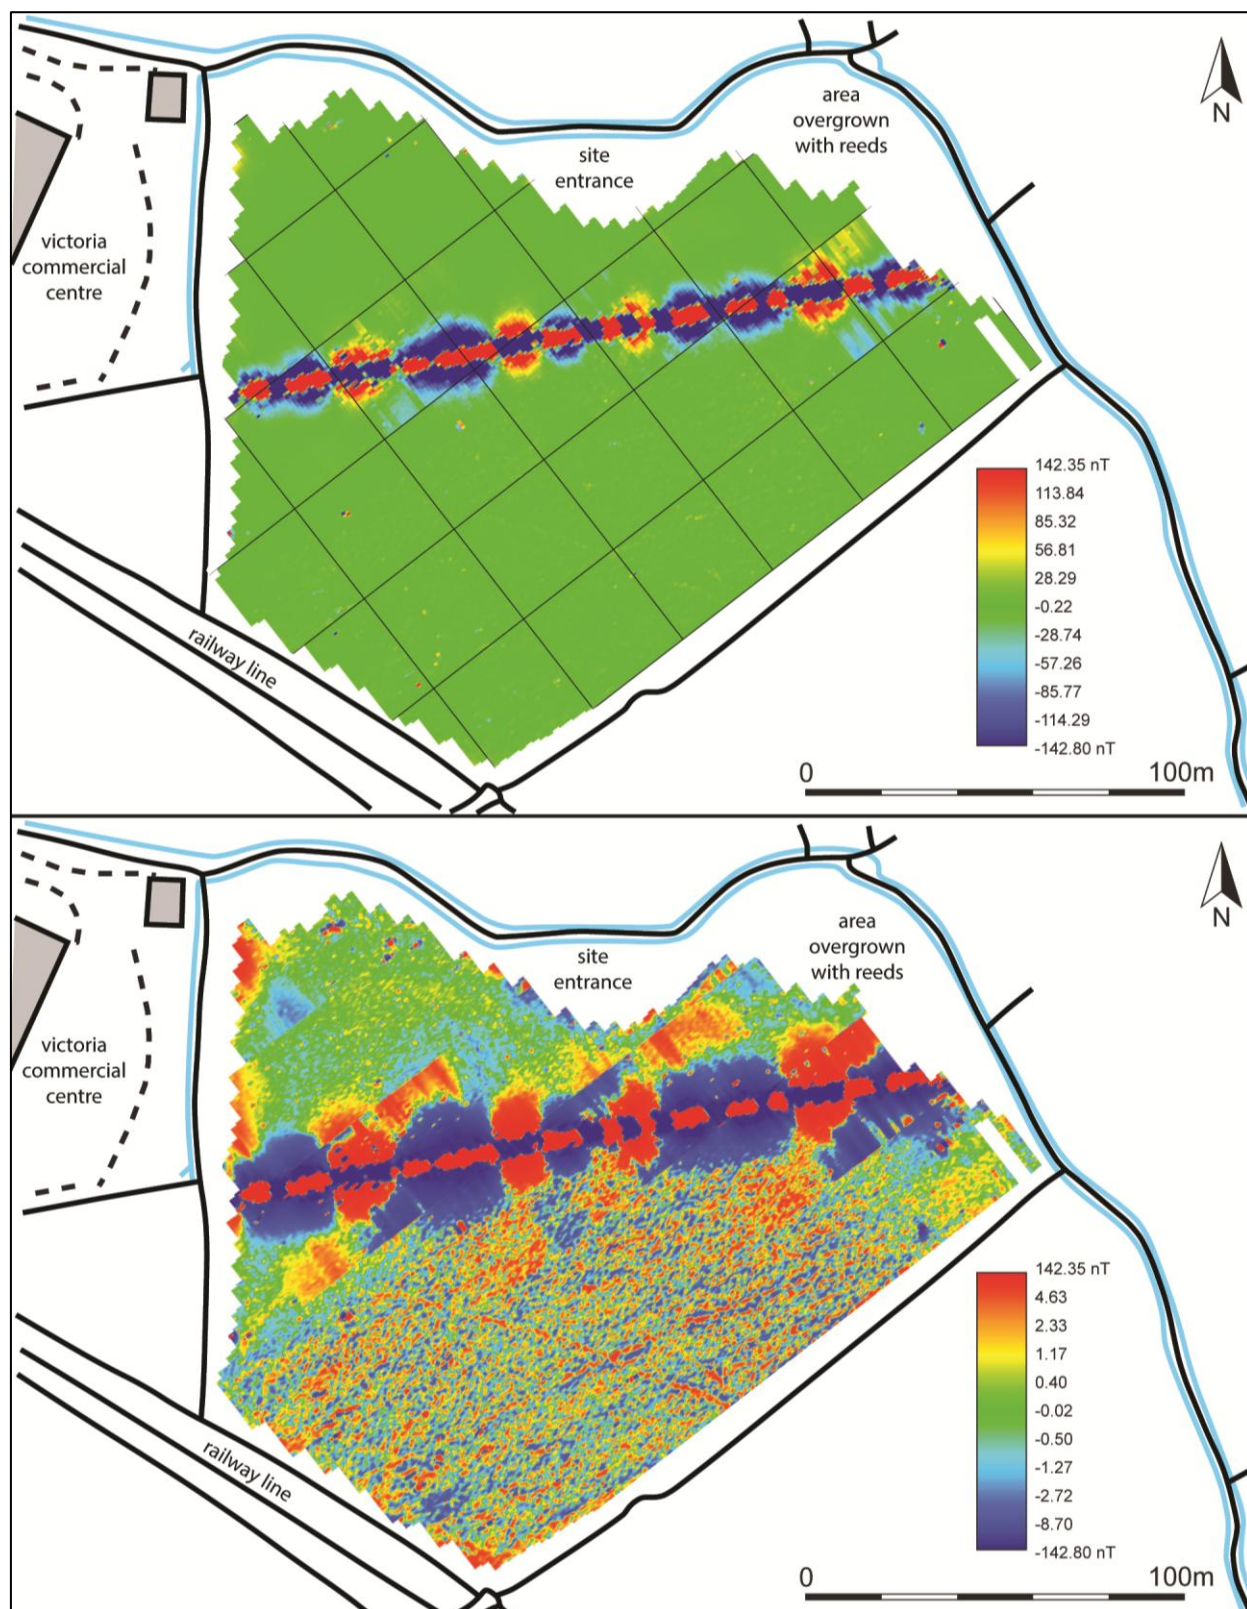 N
area
overgrown
with reeds
site
entrance
victoria
commercial
centre
railway line
142.35 nT
113.84
85.32
56.81
28.29
-0.22
-28.74
-57.26
-85.77
-114.29
-142.80 nT
0 100m
N
area
overgrown
with reeds
site
entrance
victoria
commercial
centre
railway line
142.35 nT
4.63
2.33
1.17
0.40
-0.02
-0.50
-1.27
-2.72
-8.70
-142.80 nT
0 100m